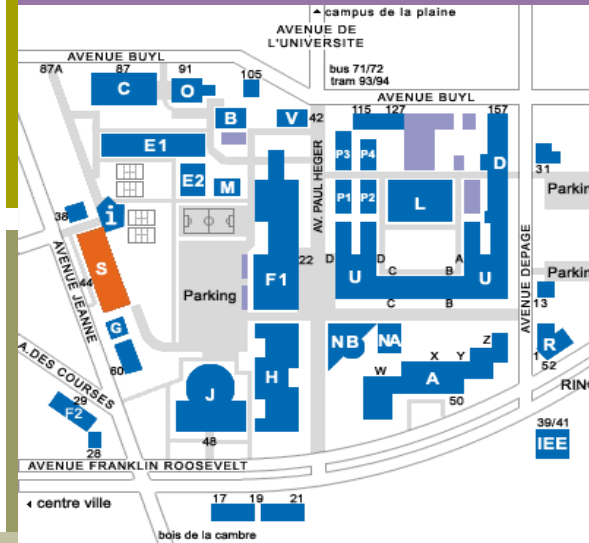 campus de la plaine
AVENUE DE
L'UNIVERSITE
AVENUE BUYL
87A
87
91
105
bus 71/72
tram 93/94
AVENUE BUYL
C
O
B
V
42
115
127
157
E1
P3
P4
D
31
AV. PAUL HEGER
E2
M
P1
P2
L
Parkin
38
i
S
AVENUE JEANNE
44
Parking
F1
22
D
D
A
U
C
B
U
C
B
AVENUE DEPAGE
Parkin
13
G
60
NB
NA
Z
X
Y
W
A
50
R
1
52
RING
A.DES COURSES
29
F2
28
J
H
48
39/41
IEE
AVENUE FRANKLIN ROOSEVELT
centre ville
17
19
21
bois de la cambre